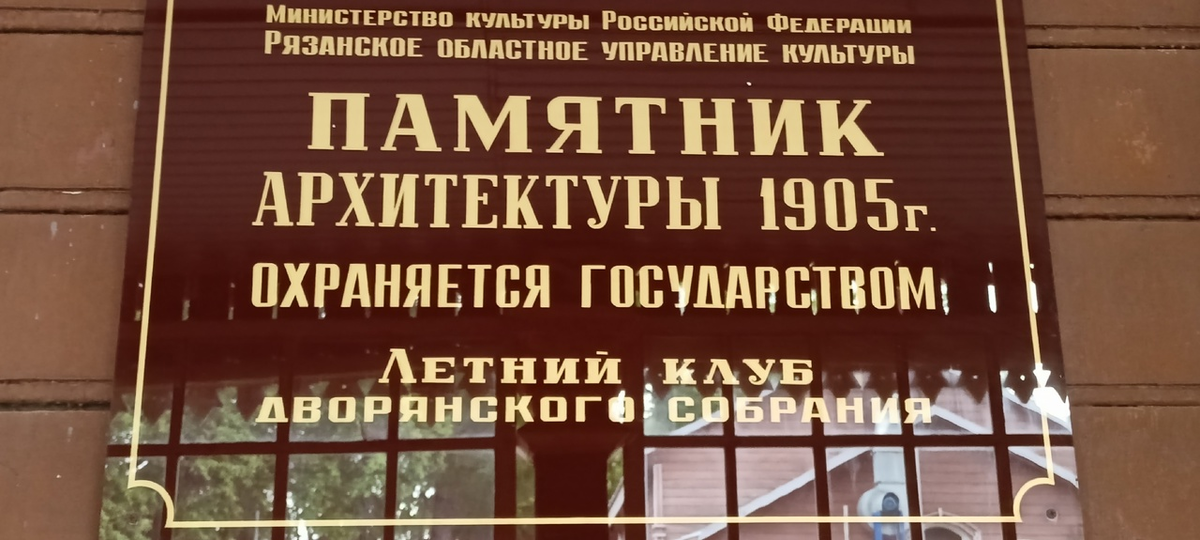 Министерство культуры Российской Федерации
Рязанское областное управление культуры
ПАМЯТНИК
АРХИТЕКТУРЫ 1905г.
ОХРАНЯЕТСЯ ГОСУДАРСТВОМ
Летний клуб
дворянского собрания